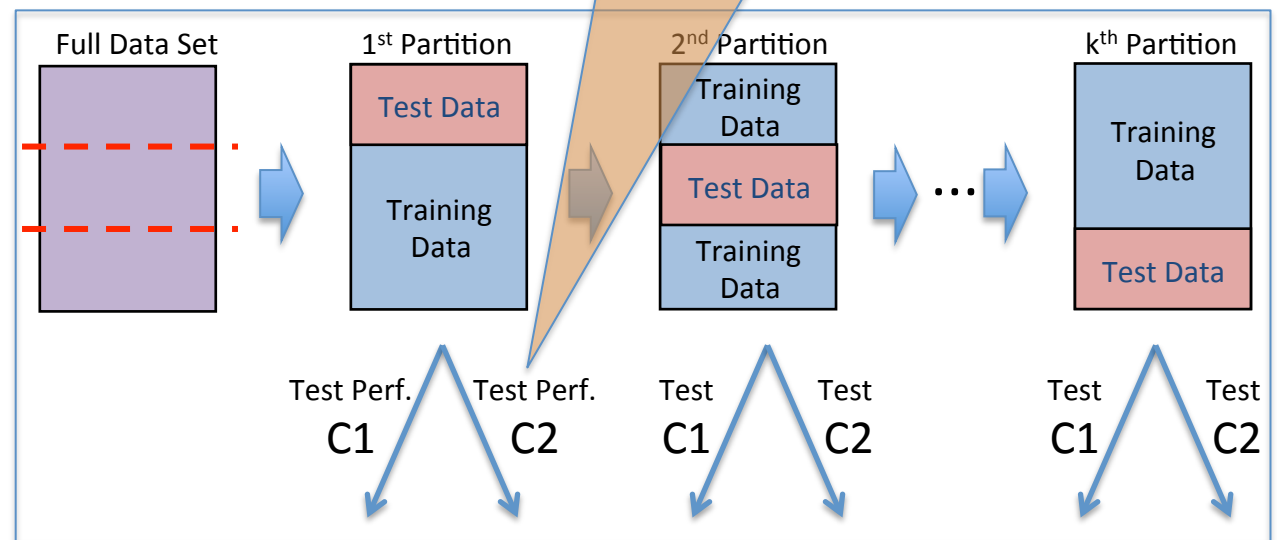 Full Data Set
1st Partition
2nd Partition
kth Partition
Test Data
Training
Data
Training
Data
Test Data
Training
Data
...
Training
Data
Test Data
Test Perf.
C1
Test Perf.
C2
Test
C1
Test
C2
Test
C1
Test
C2